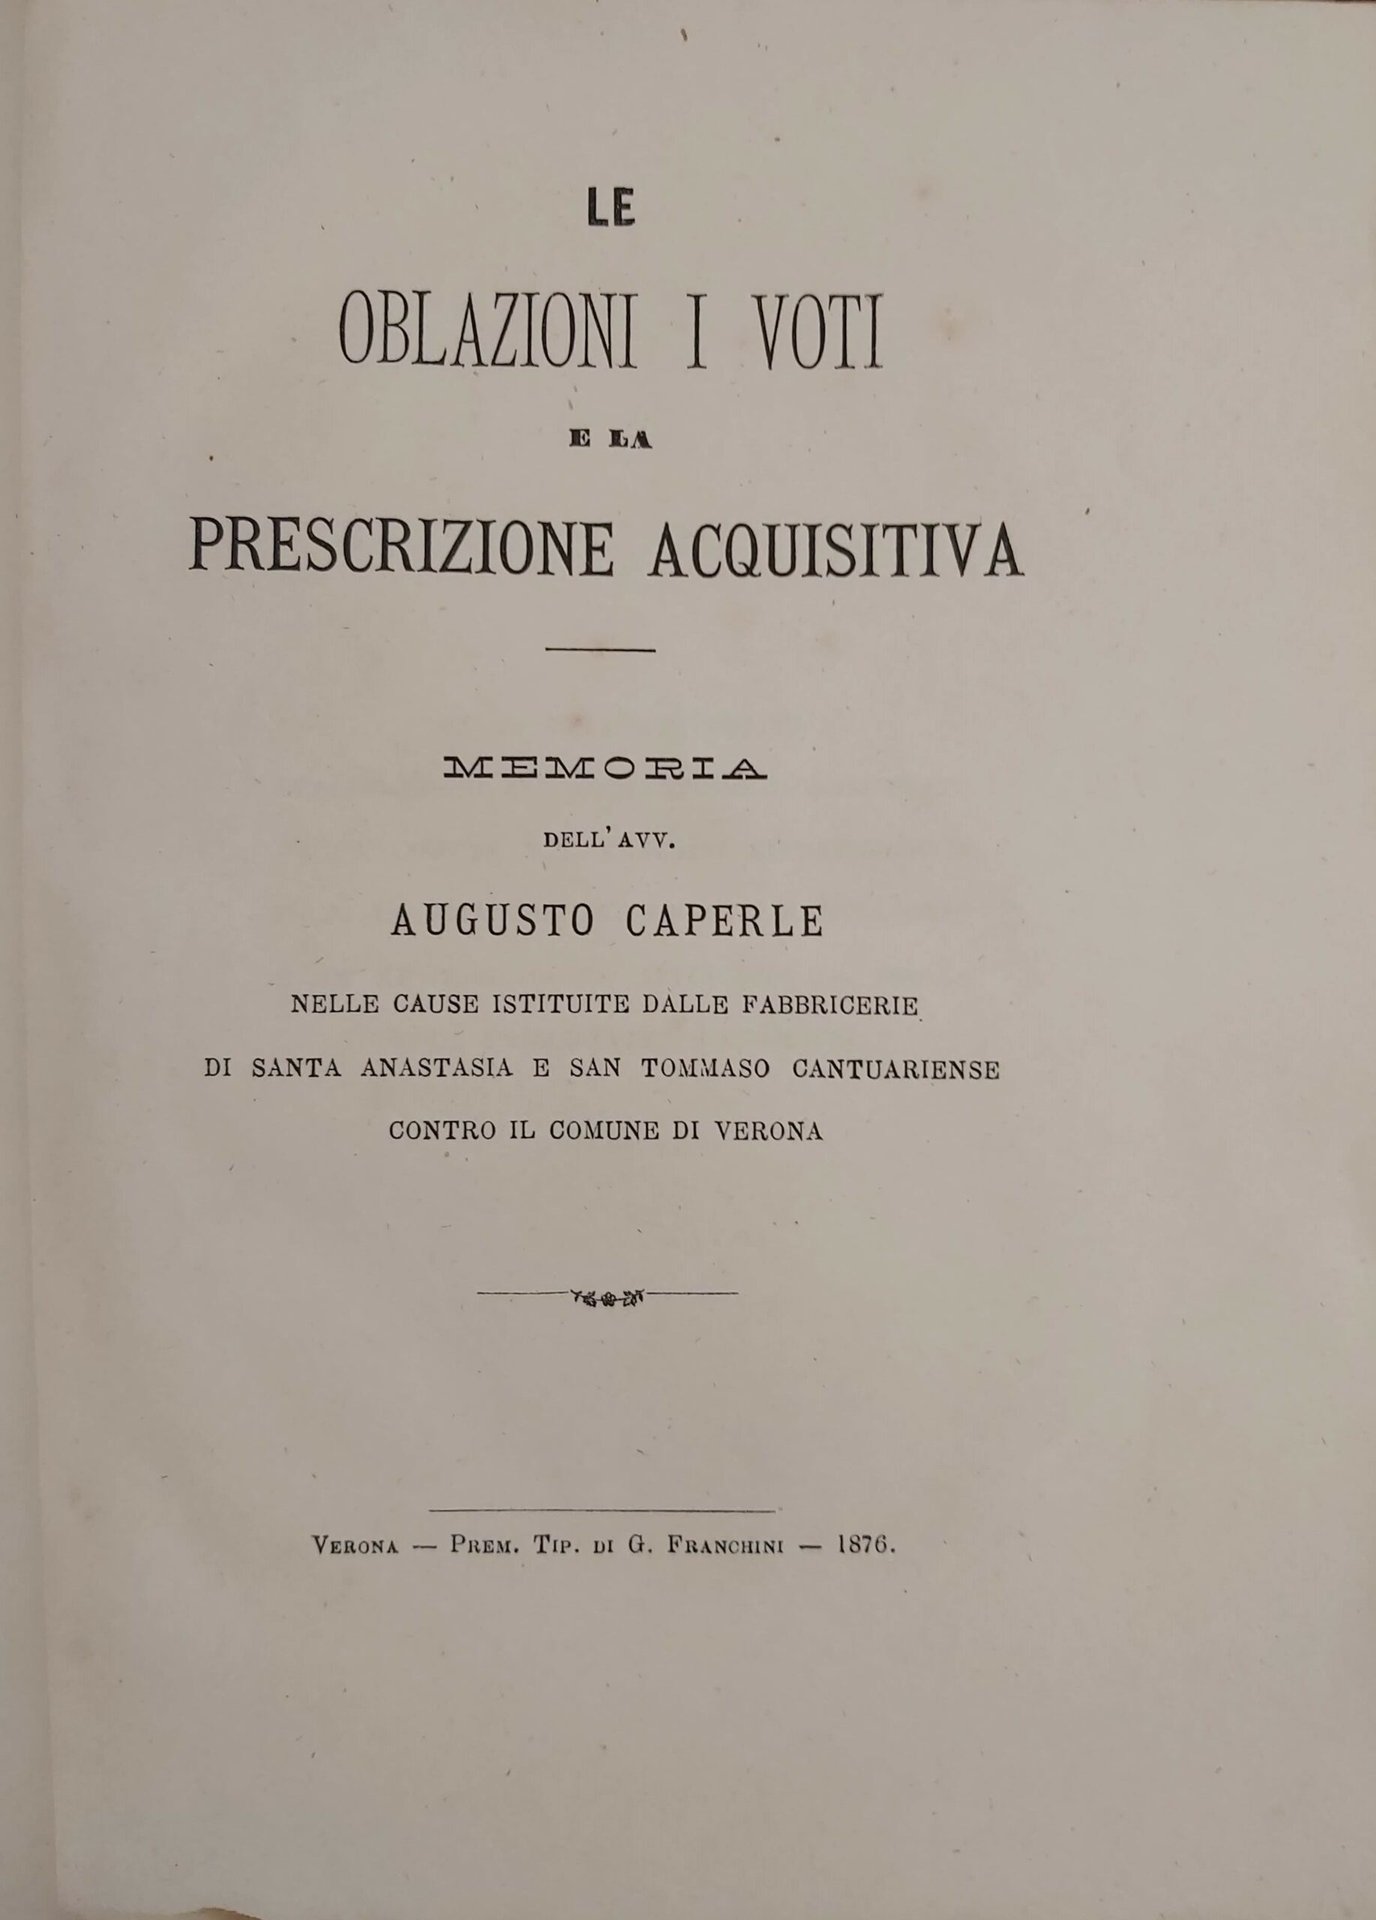 LE
OBLAZIONI I VOTI
E LA
PRESCRIZIONE ACQUISITIVA
MEMORIA
DELL' AVV.
AUGUSTO CAPERLE
NELLE CAUSE ISTITUITE DALLE FABBRICERIE
DI SANTA ANASTASIA E SAN TOMMASO CANTUARIENSE
CONTRO IL COMUNE DI VERONA
VERONA — PREM. TIP. DI G. FRANCHINI — 1876.